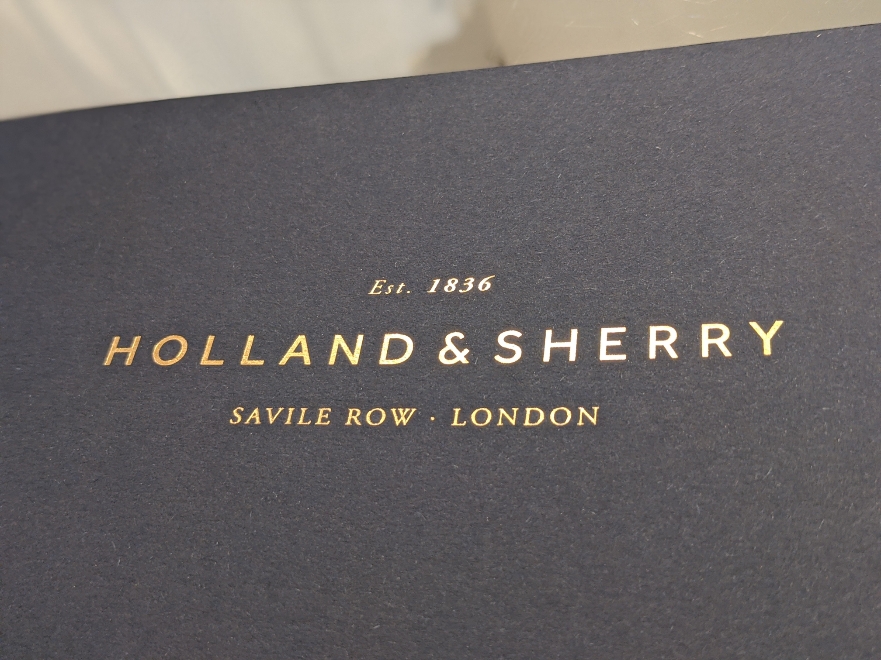 Est. 1836
HOLLAND & SHERRY
SAVILE ROW · LONDON